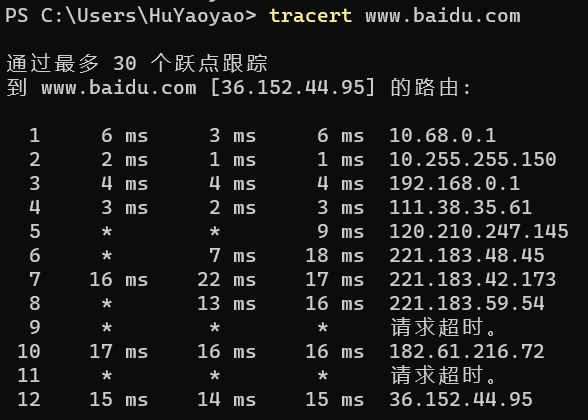 PS C:\Users\HuYaoyao> tracert www.baidu.com
通过最多 30 个跃点跟踪
到 www.baidu.com [36.152.44.95] 的路由:
1 6 ms 3 ms 6 ms 10.68.0.1
2 2 ms 1 ms 1 ms 10.255.255.150
3 4 ms 4 ms 4 ms 192.168.0.1
4 3 ms 2 ms 3 ms 111.38.35.61
5 * * 9 ms 120.210.247.145
6 * 7 ms 18 ms 221.183.48.45
7 16 ms 22 ms 17 ms 221.183.42.173
8 * 13 ms 16 ms 221.183.59.54
9 * * * 请求超时。
10 17 ms 16 ms 16 ms 182.61.216.72
11 * * * 请求超时。
12 15 ms 14 ms 15 ms 36.152.44.95